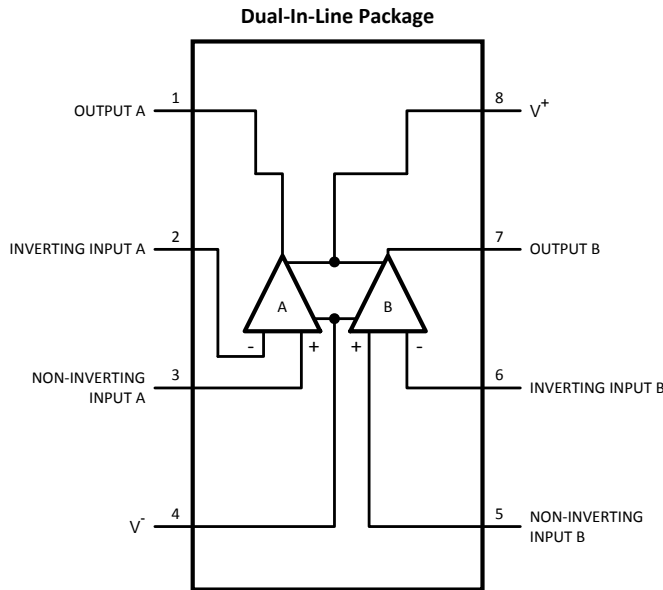 Dual-In-Line Package
1
OUTPUT A
8
V+
2
INVERTING INPUT A
7
OUTPUT B
A
B
-
+
+
-
3
NON-INVERTING
INPUT A
6
INVERTING INPUT B
4
V-
5
NON-INVERTING
INPUT B